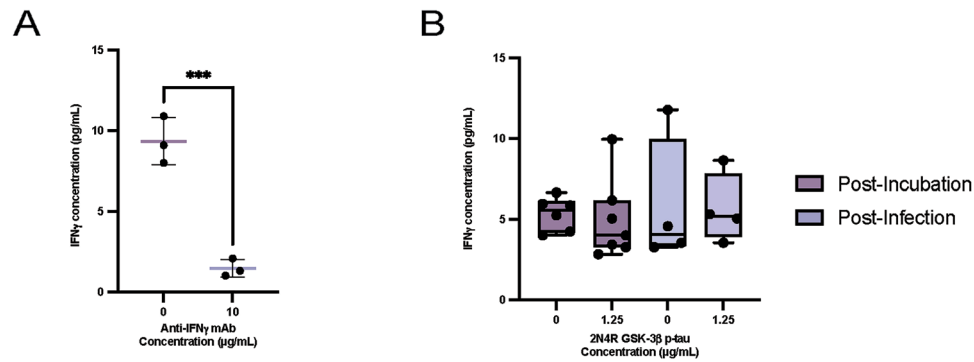 A
15
10
5
0
IFNγ concentration (pg/mL)
***
0
10
Anti-IFNγ mAb
Concentration (μg/mL)
B
15
10
5
0
IFNγ concentration (pg/mL)
0
1.25
0
1.25
2N4R GSK-3β p-tau
Concentration (μg/mL)
Post-Incubation
Post-Infection